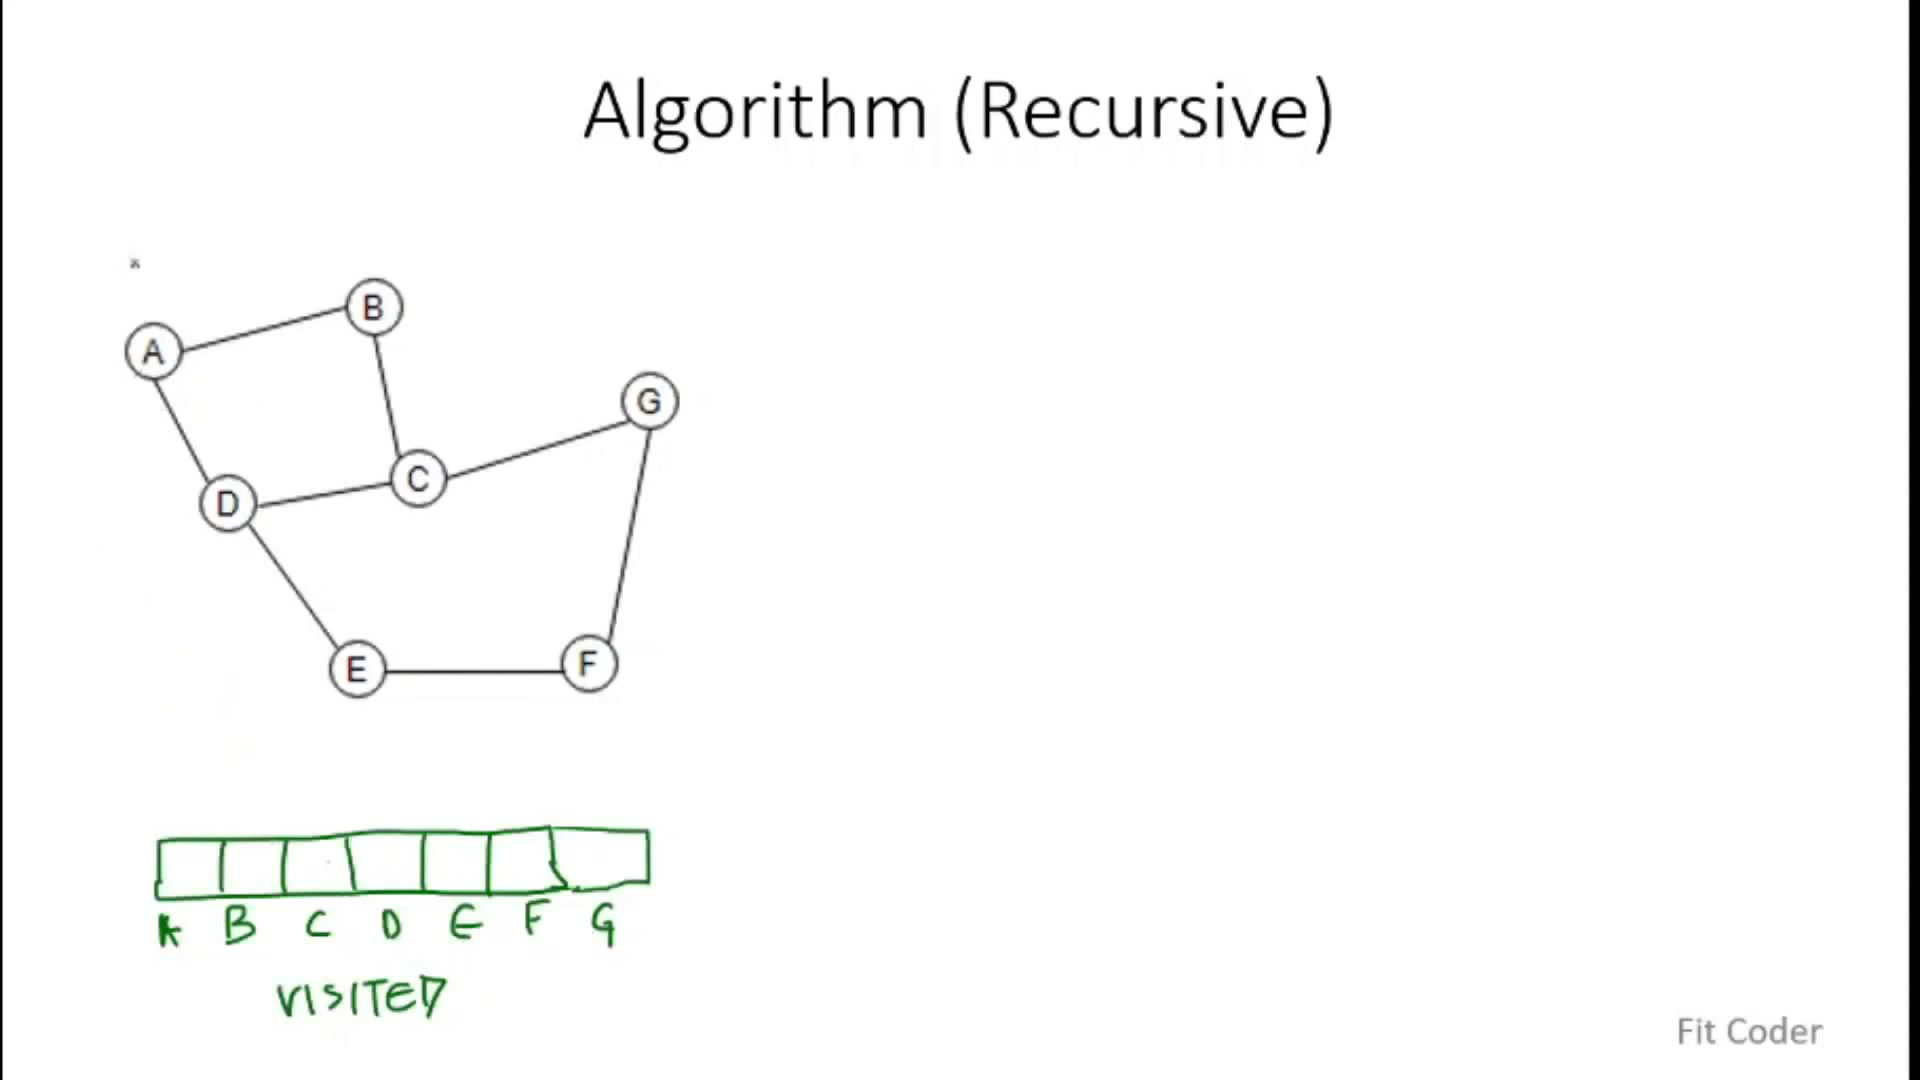 Algorithm (Recursive)
B
A
G
C
D
E
F
A B C D E F G
VISITED
Fit Coder